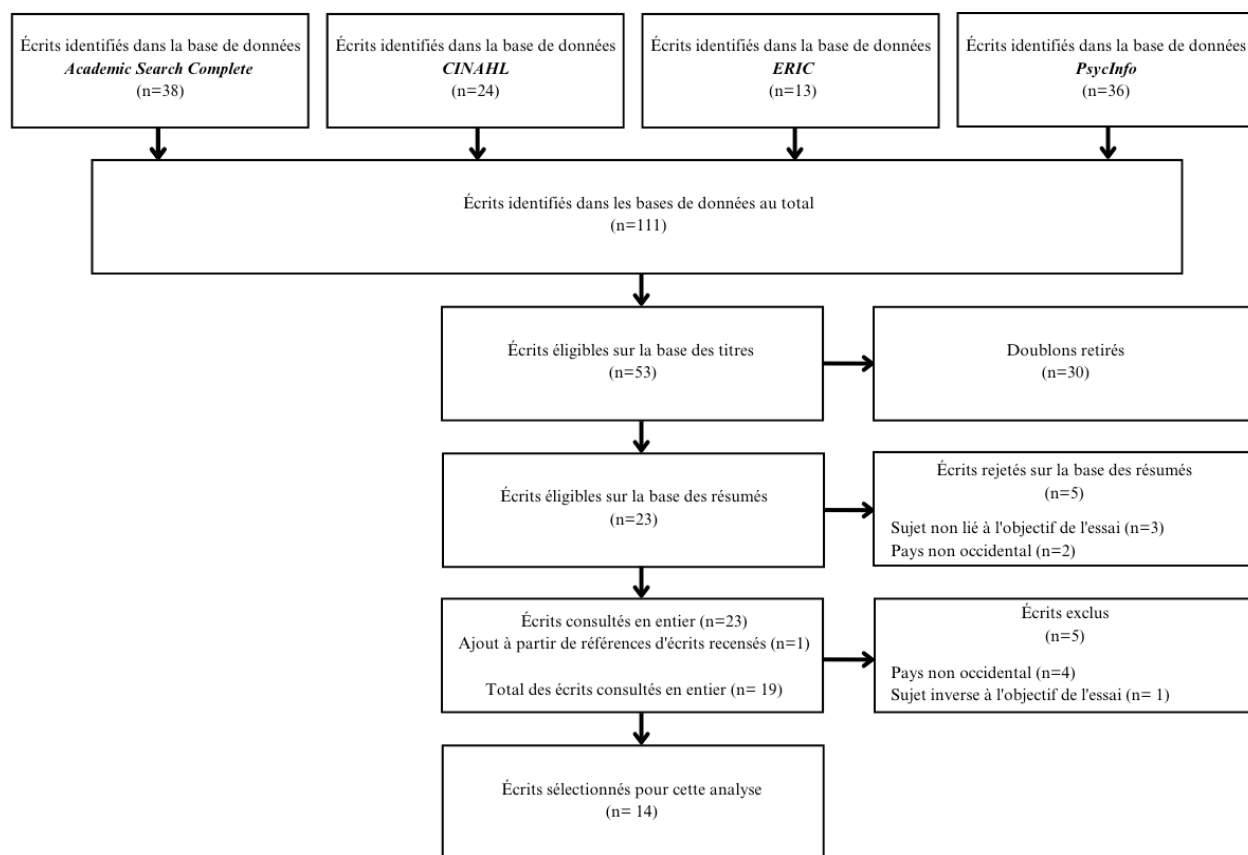 Écrits identifiés dans la base de données
Academic Search Complete
(n=38)
Écrits identifiés dans la base de données
CINAHL
(n=24)
Écrits identifiés dans la base de données
ERIC
(n=13)
Écrits identifiés dans la base de données
PsycInfo
(n=36)
Écrits identifiés dans les bases de données au total
(n=111)
Écrits éligibles sur la base des titres
(n=53)
Doublons retirés
(n=30)
Écrits éligibles sur la base des résumés
(n=23)
Écrits rejetés sur la base des résumés
(n=5)
Sujet non lié à l'objectif de l'essai (n=3)
Pays non occidental (n=2)
Écrits consultés en entier (n=23)
Ajout à partir de références d'écrits recensés (n=1)
Total des écrits consultés en entier (n= 19)
Écrits exclus
(n=5)
Pays non occidental (n=4)
Sujet inverse à l'objectif de l'essai (n= 1)
Écrits sélectionnés pour cette analyse
(n= 14)